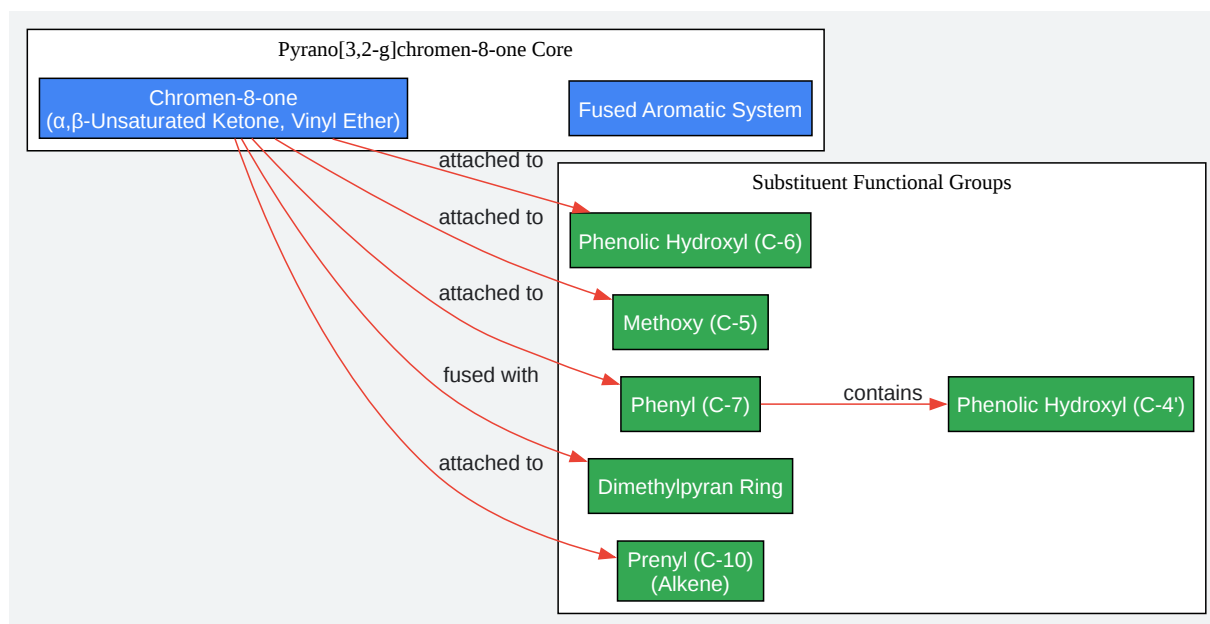 Pyrano[3,2-g]chromen-8-one Core
Chromen-8-one
(α,β-Unsaturated Ketone, Vinyl Ether)
Fused Aromatic System
attached to
Substituent Functional Groups
attached to
Phenolic Hydroxyl (C-6)
attached to
Methoxy (C-5)
fused with
Phenyl (C-7)
contains
Phenolic Hydroxyl (C-4')
attached to
Dimethylpyran Ring
Prenyl (C-10)
(Alkene)